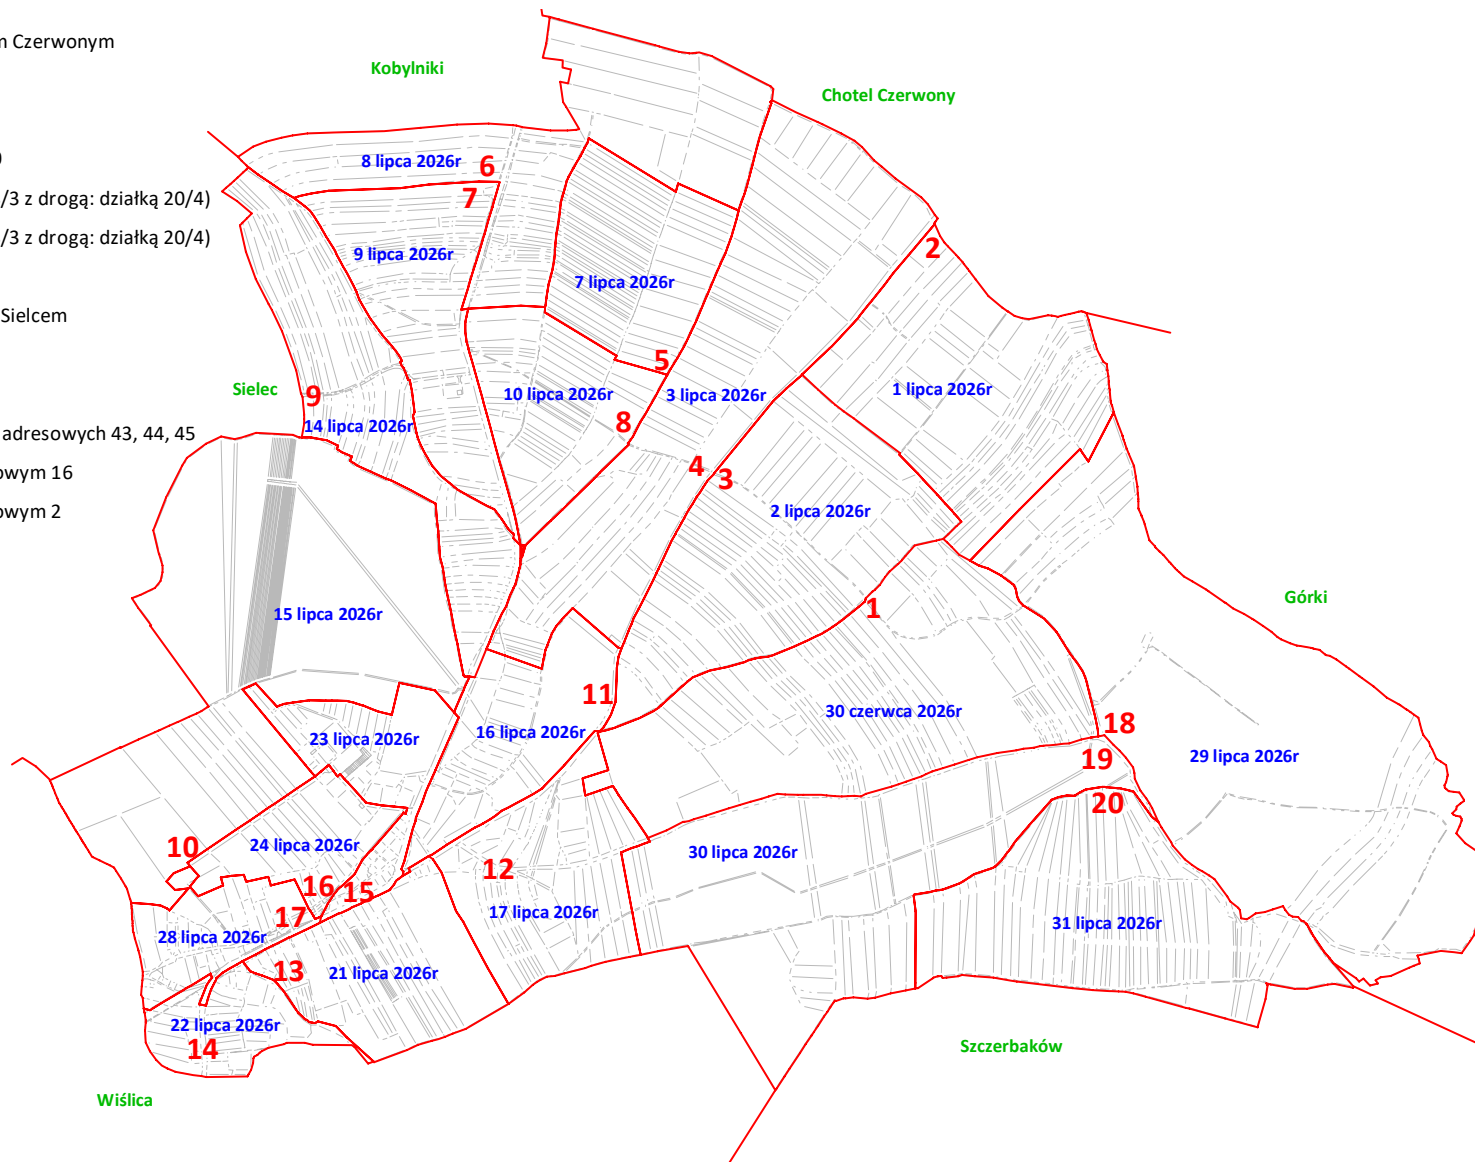 m Czerwonym
/3 z drogą: działką 20/4)
/3 z drogą: działką 20/4)
Sielcem
adresowych 43, 44, 45
owym 16
owym 2
Kobylniki
Chotel Czerwony
8 lipca 2026r
6
7
9 lipca 2026r
7 lipca 2026r
2
5
Sielec
9
14 lipca 2026r
10 lipca 2026r
8
3 lipca 2026r
1 lipca 2026r
4
3
2 lipca 2026r
15 lipca 2026r
1
Górki
11
16 lipca 2026r
23 lipca 2026r
30 czerwca 2026r
18
19
29 lipca 2026r
20
10
24 lipca 2026r
12
30 lipca 2026r
16
15
17
17 lipca 2026r
31 lipca 2026r
28 lipca 2026r
13
21 lipca 2026r
22 lipca 2026r
14
Szczerbaków
Wiślica